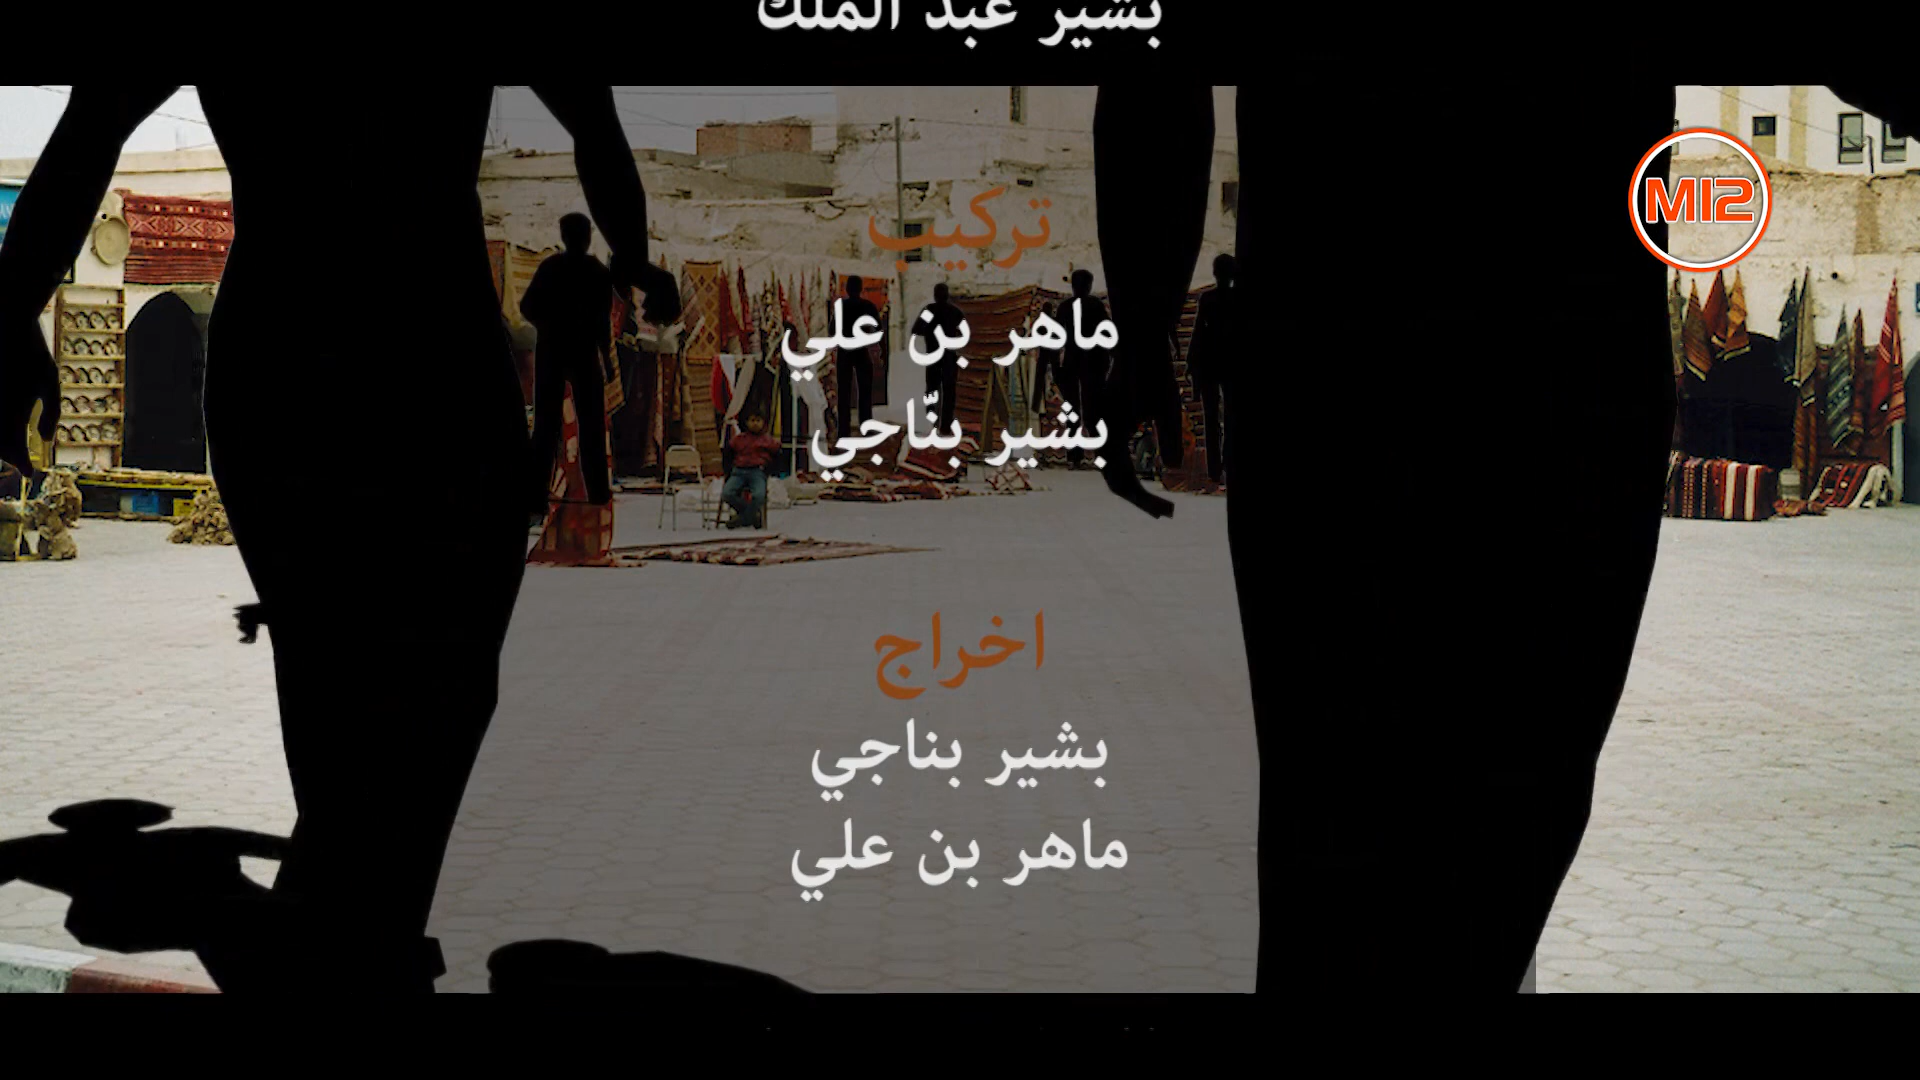 بشير عبد الملك
تركيب
ماهر بن علي
بشير بنّاجي
اخراج
بشير بناجي
ماهر بن علي
M12